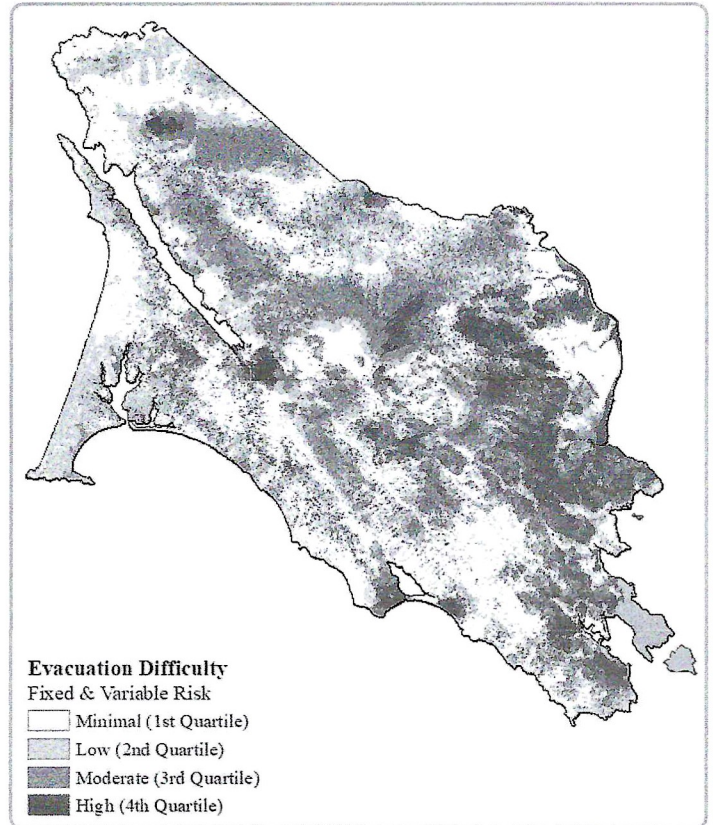 Evacuation Difficulty
Fixed & Variable Risk
Minimal (1st Quartile)
Low (2nd Quartile)
Moderate (3rd Quartile)
High (4th Quartile)